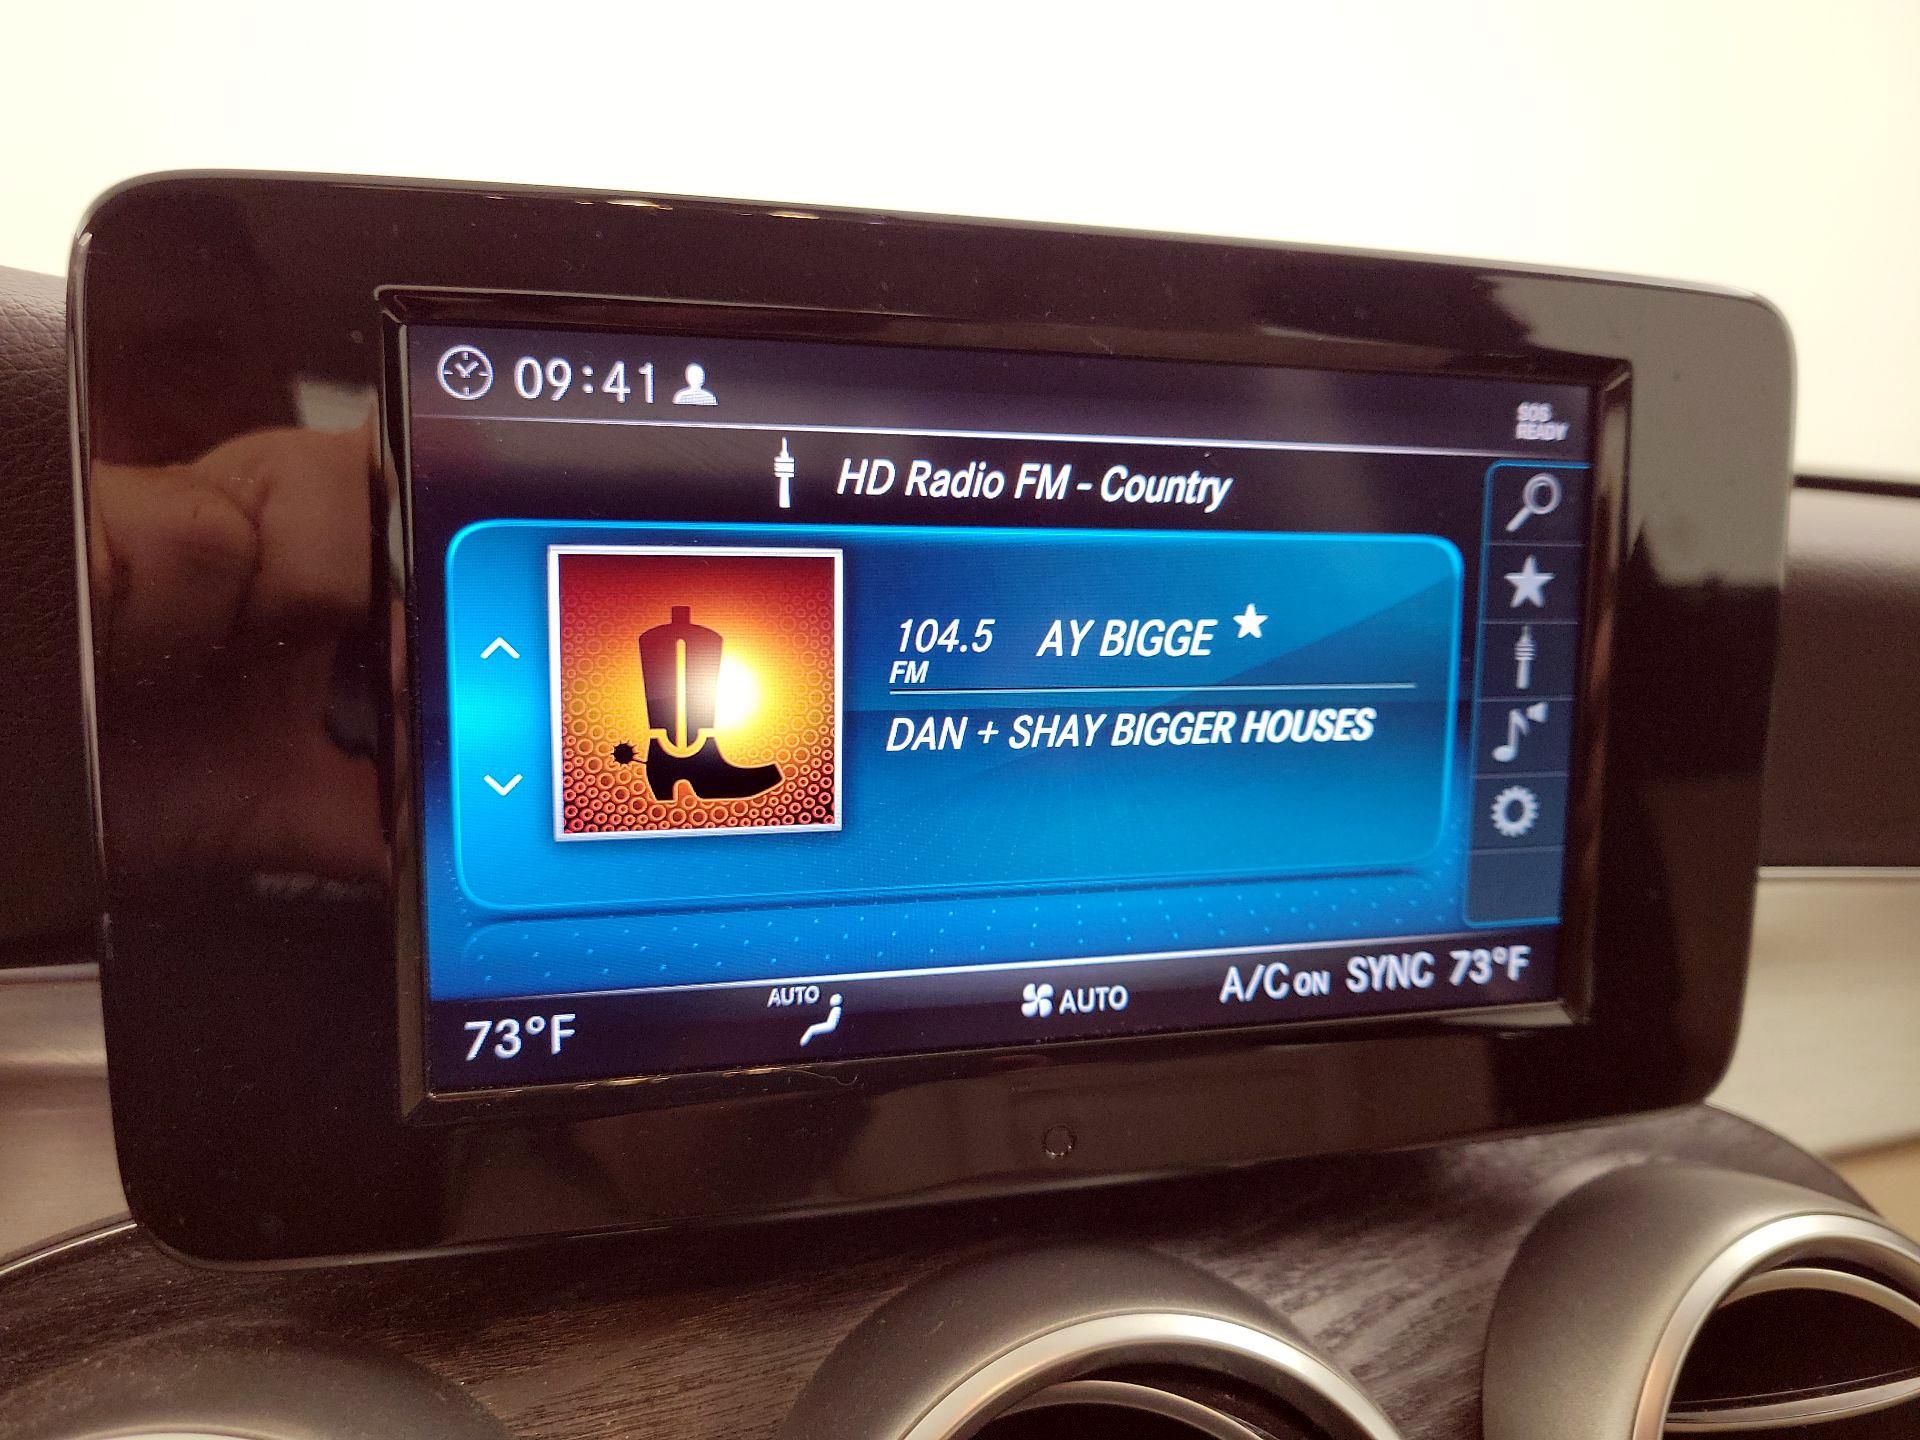 09:41
SOS
READY
HD Radio FM - Country
104.5 AY BIGGE
FM
DAN + SHAY BIGGER HOUSES
AUTO
73°F AUTO A/C ON SYNC 73°F